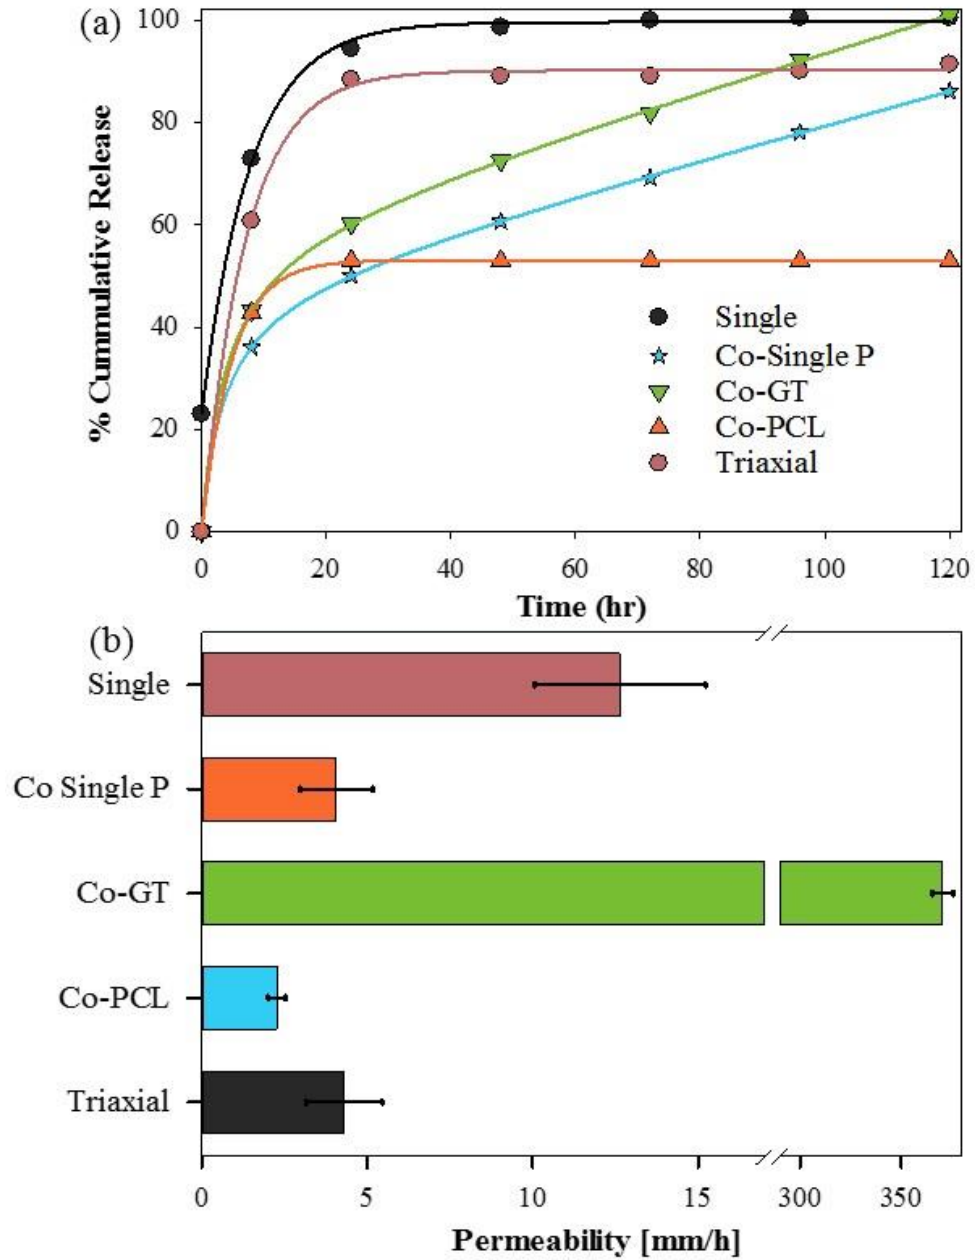 (a)
% Cummulative Release
100
80
60
40
20
0
Single
Co-Single P
Co-GT
Co-PCL
Triaxial
0 20 40 60 80 100 120
Time (hr)
(b)
Single
Co Single P
Co-GT
Co-PCL
Triaxial
0 5 10 15 300 350
Permeability [mm/h]